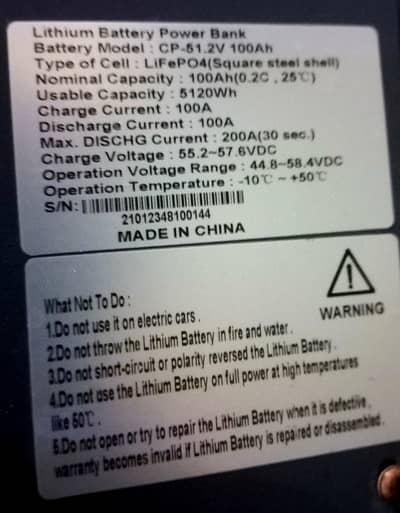 Lithium Battery Power Bank
Battery Model : CP-51.2V 100Ah
Type of Cell : LiFePO4(Square steel shell)
Nominal Capacity : 100Ah(0.2C , 25℃)
Usable Capacity : 5120Wh
Charge Current : 100A
Discharge Current : 100A
Max. DISCHG Current : 200A(30 sec.)
Charge Voltage : 55.2~57.6VDC
Operation Voltage Range : 44.8~58.4VDC
Operation Temperature : -10℃ ~ +50℃
S/N:
21012348100144
MADE IN CHINA
What Not To Do :
WARNING
1.Do not use it on electric cars .
2.Do not throw the Lithium Battery in fire and water .
3.Do not short-circuit or polarity reversed the Lithium Battery .
4.Do not use the Lithium Battery on full power at high temperatures
like 60℃ .
5.Do not open or try to repair the Lithium Battery when it is defective ,
warranty becomes invalid if Lithium Battery is repaired or disassembled .